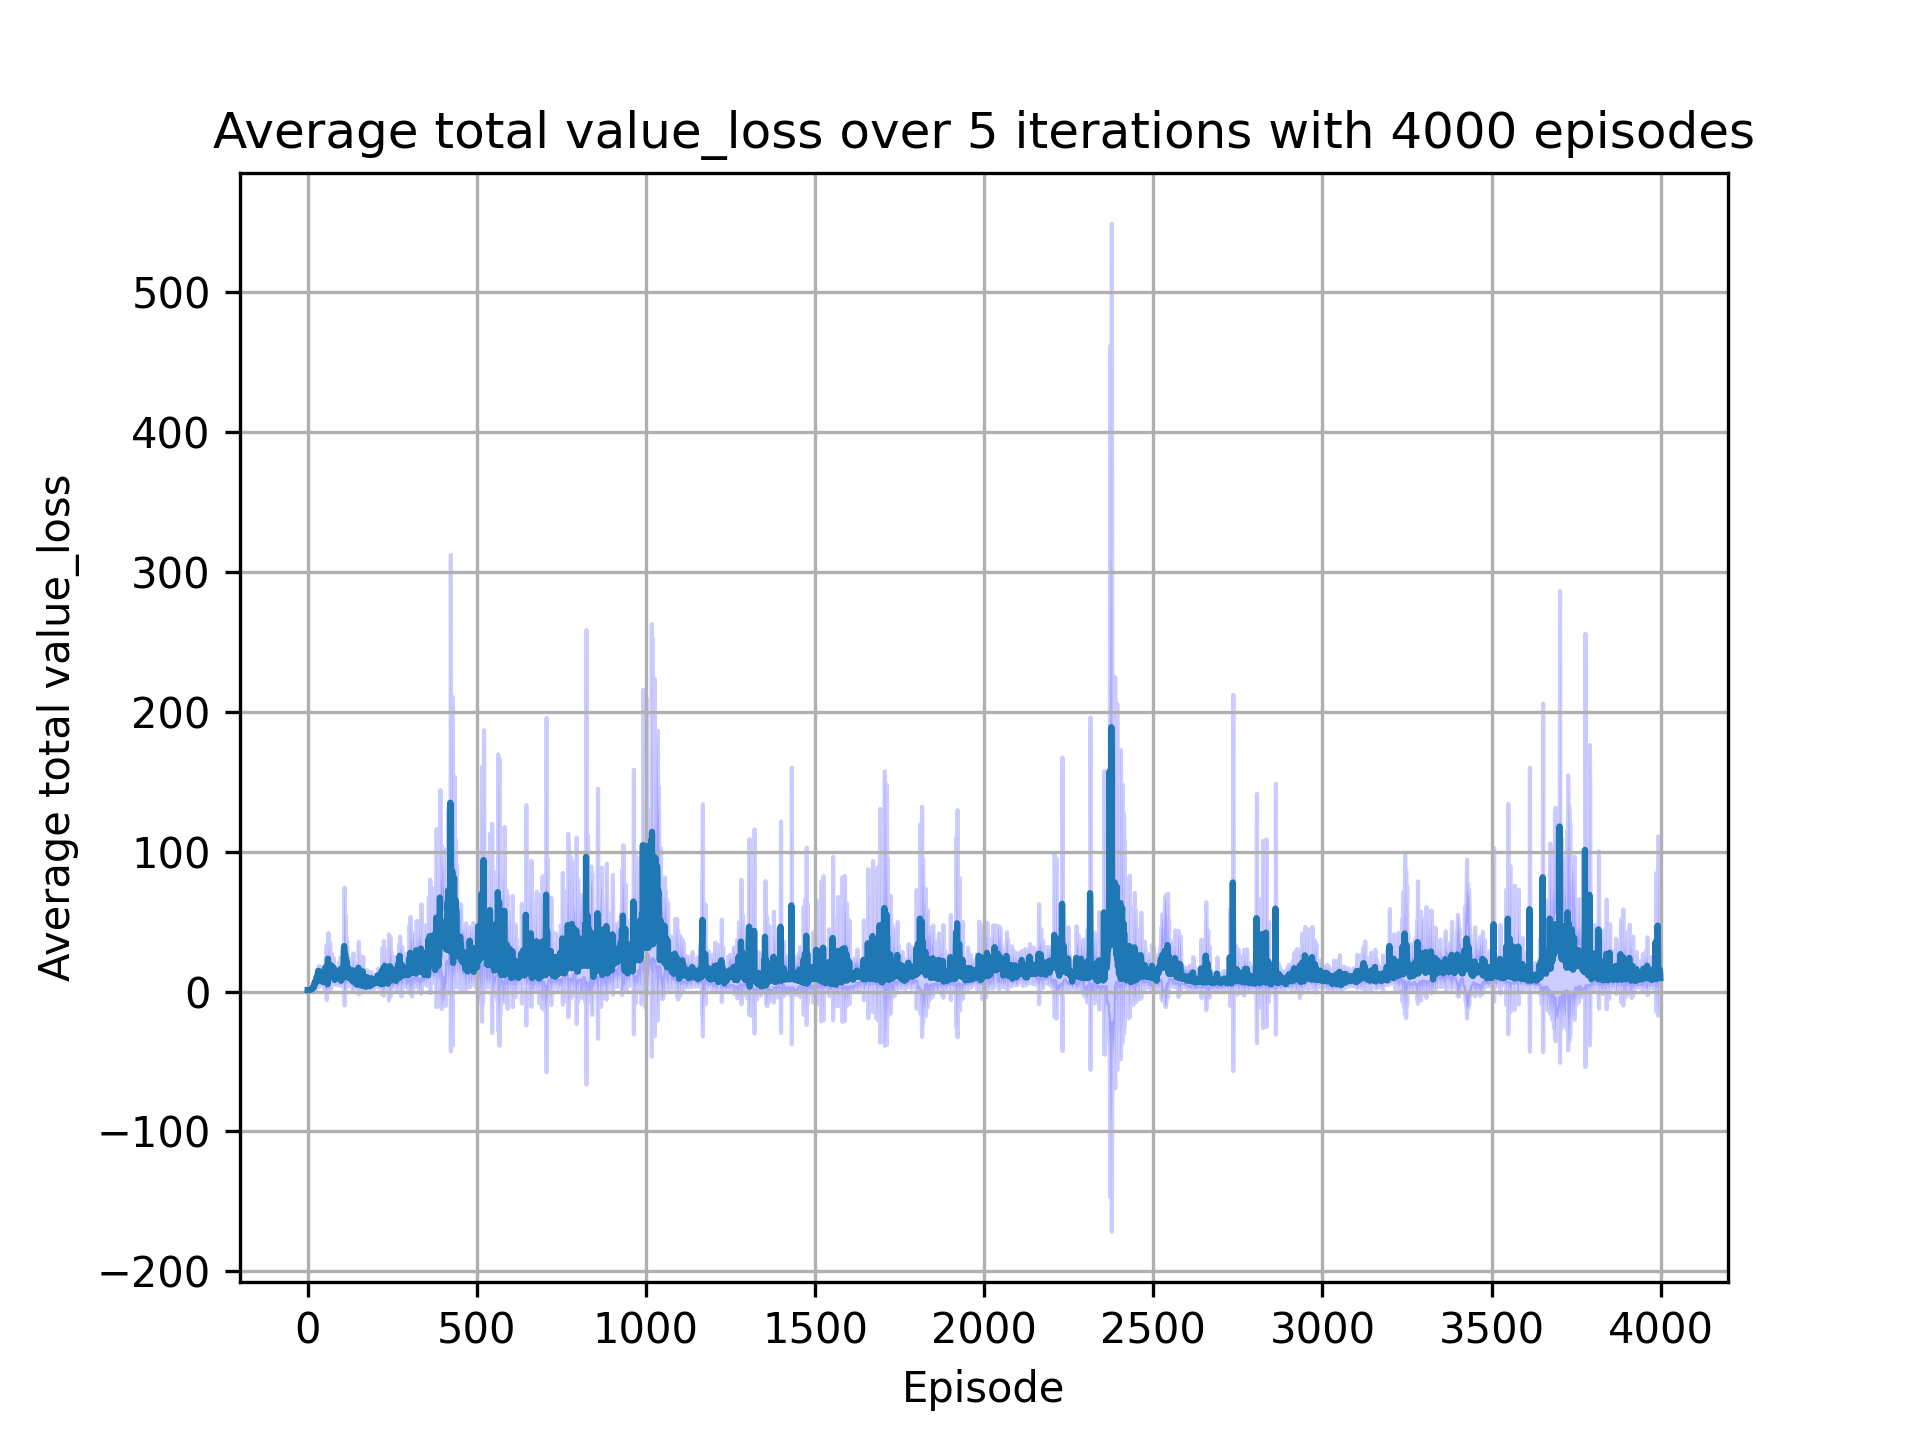 Average total value_loss over 5 iterations with 4000 episodes
Average total value_loss
500
400
300
200
100
0
−100
−200
0 500 1000 1500 2000 2500 3000 3500 4000
Episode